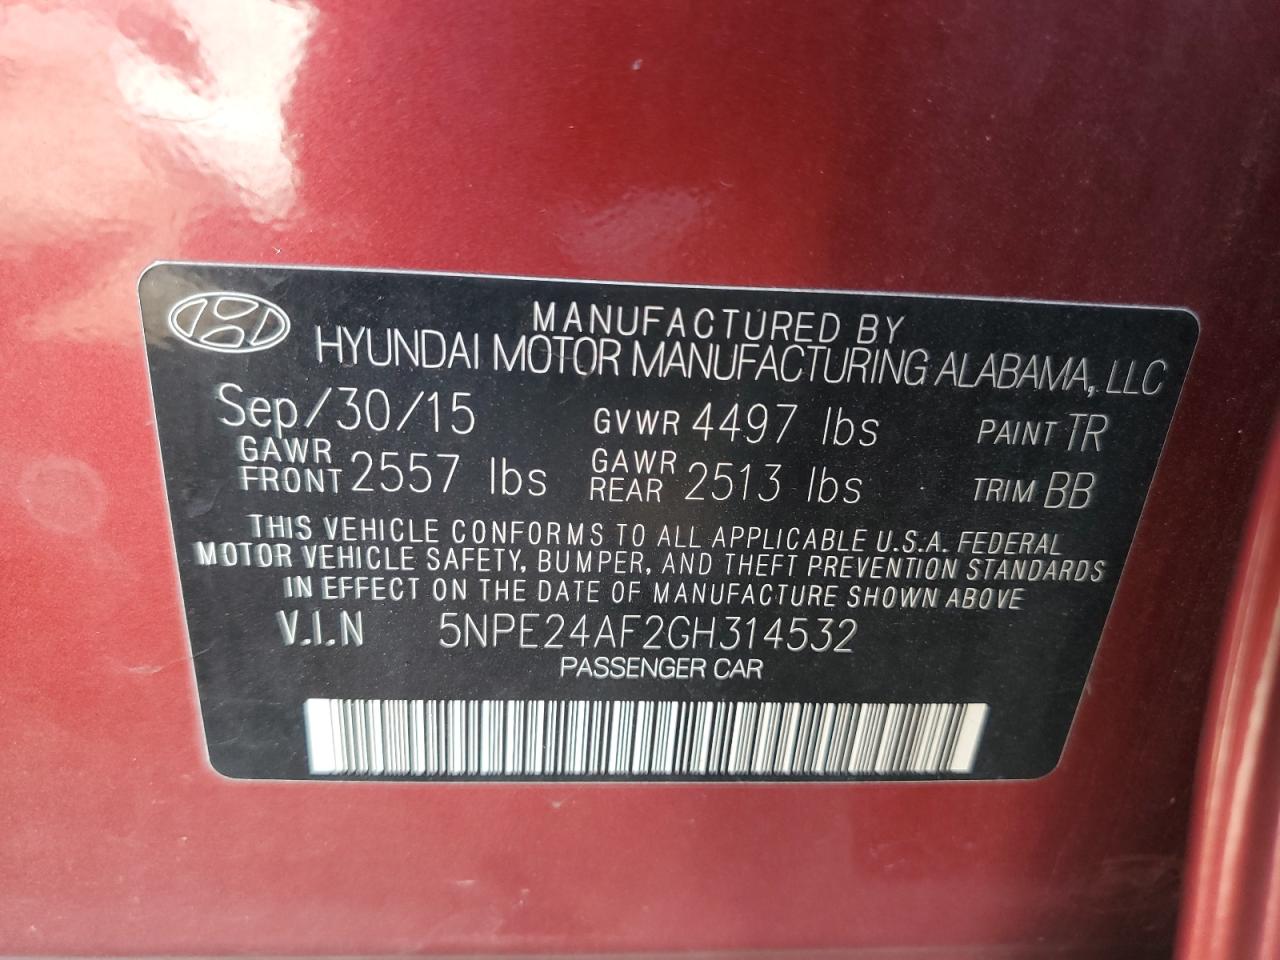 MANUFACTURED BY
HYUNDAI MOTOR MANUFACTURING ALABAMA, LLC
Sep/30/15 GVWR 4497 lbs PAINT TR
GAWR FRONT 2557 lbs GAWR REAR 2513 lbs TRIM BB
THIS VEHICLE CONFORMS TO ALL APPLICABLE U.S.A. FEDERAL
MOTOR VEHICLE SAFETY, BUMPER, AND THEFT PREVENTION STANDARDS
IN EFFECT ON THE DATE OF MANUFACTURE SHOWN ABOVE
V.I.N 5NPE24AF2GH314532
PASSENGER CAR